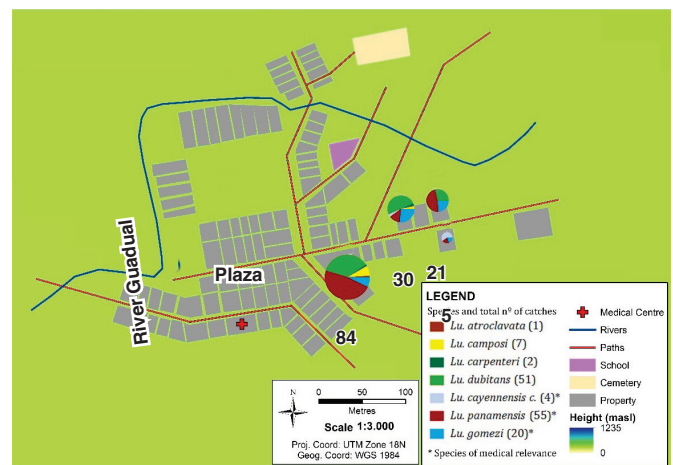 River Guadual
Plaza
30
21
5
84
N
0 50 100
Metres
Scale 1:3.000
Proj. Coord: UTM Zone 18N
Geog. Coord: WGS 1984
LEGEND
Species and total nº of catches
Lu. atroclavata (1)
Lu. camposi (7)
Lu. carpenteri (2)
Lu. dubitans (51)
Lu. cayennensis c. (4)*
Lu. panamensis (55)*
Lu. gomezi (20)*
* Species of medical relevance
Medical Centre
Rivers
Paths
School
Cemetery
Property
Height (masl)
1235
0